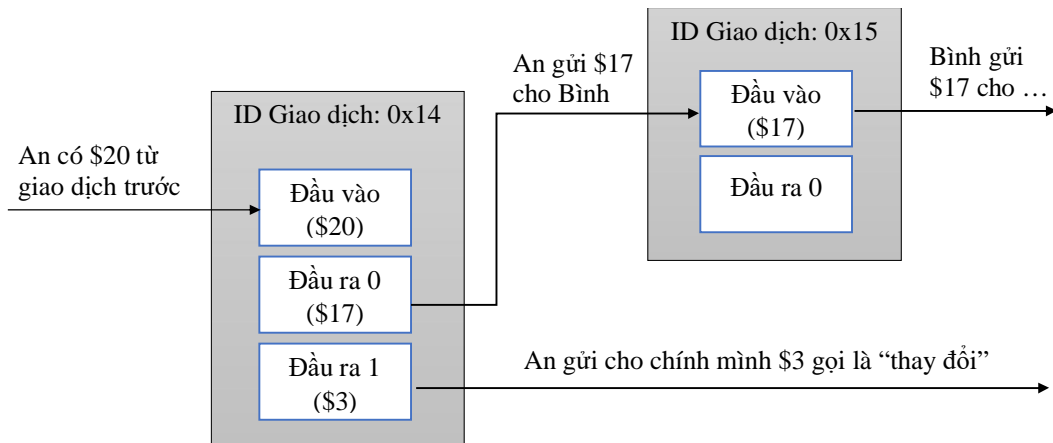 An có $20 từ
giao dịch trước
ID Giao dịch: 0x14
Đầu vào
($20)
Đầu ra 0
($17)
Đầu ra 1
($3)
An gửi $17
cho Bình
ID Giao dịch: 0x15
Đầu vào
($17)
Đầu ra 0
Bình gửi
$17 cho …
An gửi cho chính mình $3 gọi là “thay đổi”